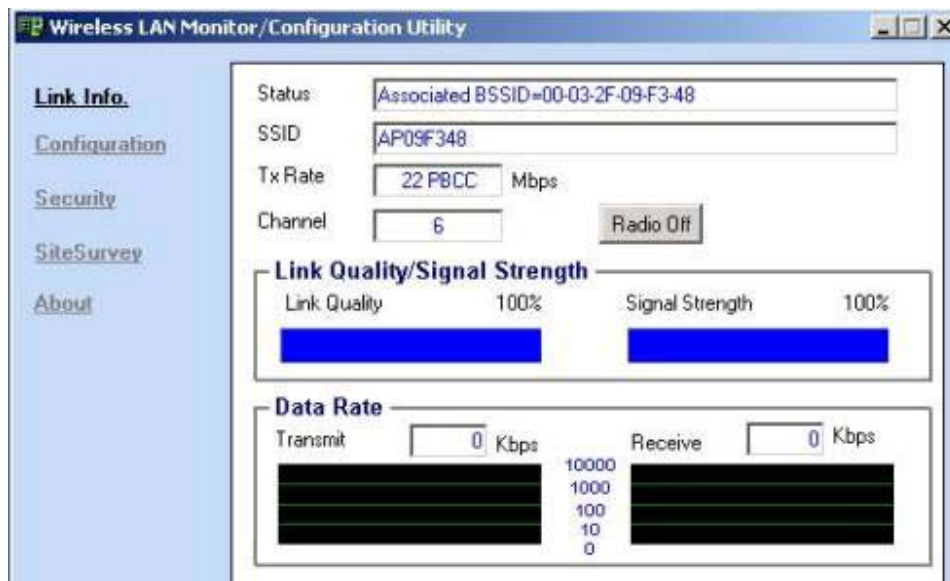 Wireless LAN Monitor/Configuration Utility
Link Info.
Configuration
Security
SiteSurvey
About
Status Associated BSSID=00-03-2F-09-F3-48
SSID AP09F348
Tx Rate 22 PBCC Mbps
Channel 6 Radio Off
Link Quality/Signal Strength
Link Quality 100% Signal Strength 100%
Data Rate
Transmit 0 Kbps Receive 0 Kbps
10000
1000
100
10
0